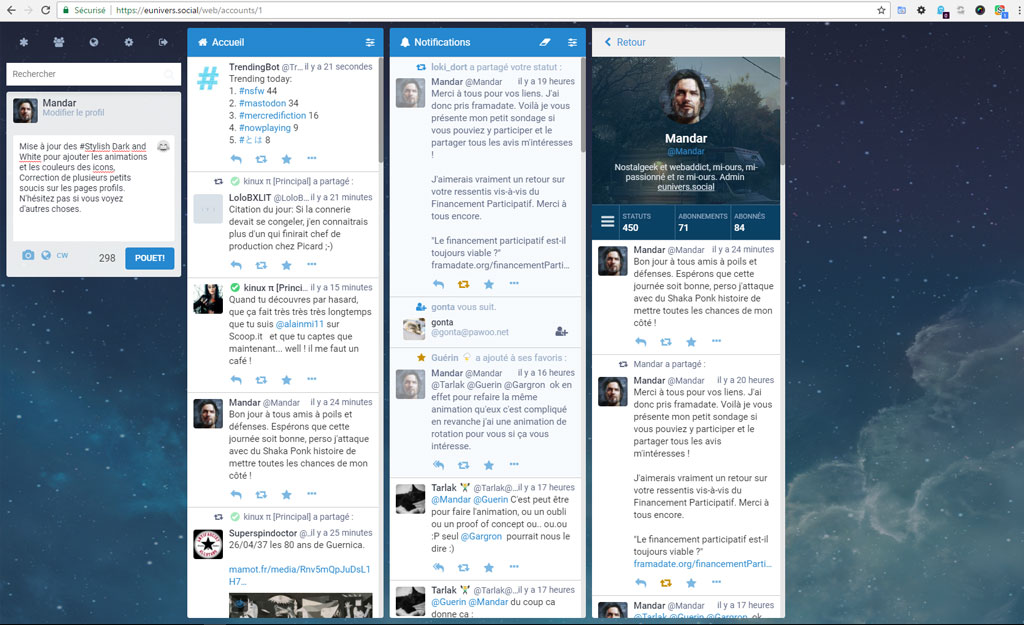 Sécurisé | https://eunivers.social/web/accounts/1
Rechercher
Mandar
Modifier le profil
Mise à jour des #Stylish Dark and
White pour ajouter les animations
et les couleurs des icons,
Correction de plusieurs petits
soucis sur les pages profils.
N'hésitez pas si vous voyez
d'autres choses.
CW
298
POUET!
Accueil
TrendingBot @Tr... il y a 21 secondes
Trending today:
1. #nsfw 44
2. #mastodon 34
3. #mercredifiction 16
4. #nowplaying 9
5. #とは 8
kinux π [Principal] a partagé :
LoloBXLIT @LoloB... il y a 21 minutes
Citation du jour: Si la connerie
devait se congeler, j'en connaitrais
plus d'un qui finirait chef de
production chez Picard ;-)
kinux π [Princi... il y a 15 minutes
Quand tu découvres par hasard,
que ça fait très très très longtemps
que tu suis @alainmi11 sur
Scoop.it et que tu captes que
maintenant... well ! il me faut un
café !
Mandar @Mandar il y a 24 minutes
Bon jour à tous amis à poils et
défenses. Espérons que cette
journée soit bonne, perso j'attaque
avec du Shaka Ponk histoire de
mettre toutes les chances de mon
côté !
kinux π [Principal] a partagé :
Superspindoctor @... il y a 25 minutes
26/04/37 les 80 ans de Guernica.
mamot.fr/media/Rnv5mQpJuDsL1
H7...
Notifications
loki_dort a partagé votre statut :
Mandar @Mandar il y a 19 heures
Merci à tous pour vos liens. J'ai
donc pris framadate. Voilà je vous
présente mon petit sondage si
vous pouviez y participer et le
partager tous les avis m'intéresses
!
J'aimerais vraiment un retour sur
votre ressentis vis-à-vis du
Financement Participatif. Merci à
tous encore.
"Le financement participatif est-il
toujours viable ?"
framadate.org/financementParti...
gonta vous suit.
gonta
@gonta@pawoo.net
Guérin a ajouté à ses favoris :
Mandar @Mandar il y a 16 heures
@Tarlak @Guerin @Gargron ok en
effet pour refaire la même
animation qu'eux c'est compliqué
en revanche j'ai une animation de
rotation pour vous si ça vous
intéresse.
Tarlak @Tarlak@... il y a 17 heures
@Mandar @Guerin C'est peut être
pour faire l'animation, ou un oubli
ou un proof of concept ou.. ou.ou
:P seul @Gargron pourrait nous le
dire :)
Tarlak @Tarlak@... il y a 17 heures
@Guerin @Mandar du coup ca
donne ça :
Retour
Mandar
@Mandar
Nostalgeek et webaddict, mi-ours, mi-
passionné et re mi-ours. Admin
eunivers.social
STATUTS ABONNEMENTS ABONNÉS
450 71 84
Mandar @Mandar il y a 24 minutes
Bon jour à tous amis à poils et
défenses. Espérons que cette
journée soit bonne, perso j'attaque
avec du Shaka Ponk histoire de
mettre toutes les chances de mon
côté !
Mandar a partagé :
Mandar @Mandar il y a 20 heures
Merci à tous pour vos liens. J'ai
donc pris framadate. Voilà je vous
présente mon petit sondage si
vous pouviez y participer et le
partager tous les avis
m'intéresses !
J'aimerais vraiment un retour sur
votre ressentis vis-à-vis du
Financement Participatif. Merci à
tous encore.
"Le financement participatif est-il
toujours viable ?"
framadate.org/financementParti...
Mandar @Mandar il y a 17 heures
@Tarlak @Guerin @Gargron ok